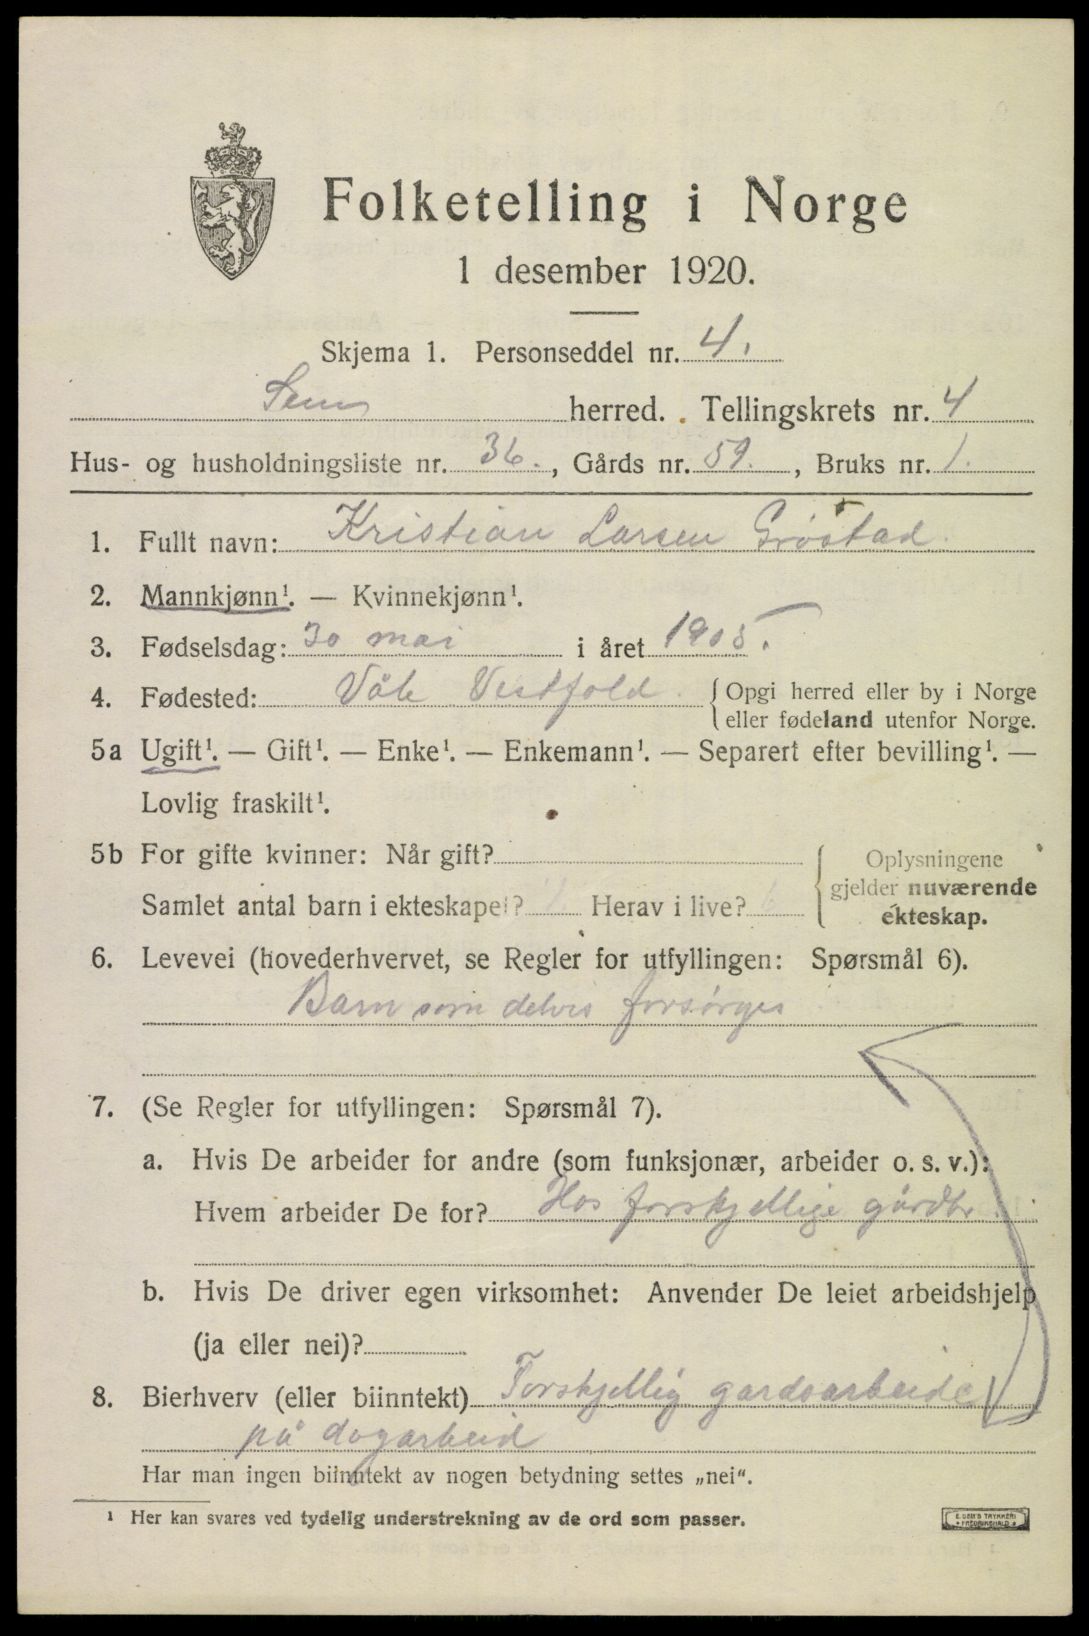 Folketelling i Norge
1 desember 1920.
Skjema 1. Personseddel nr. 4.
Sem herred. Tellingskrets nr. 4
Hus- og husholdningsliste nr. 36., Gårds nr. 59., Bruks nr. 1.
1. Fullt navn: Kristian Larsen Gröstad.
2. Mannkjønn¹. — Kvinnekjønn¹.
3. Fødselsdag: 30 mai i året 1905.
4. Fødested: Våle Vestfold. Opgi herred eller by i Norge
eller fødeland utenfor Norge.
5a Ugift¹. — Gift¹. — Enke¹. — Enkemann¹. — Separert efter bevilling¹. —
Lovlig fraskilt¹.
5b For gifte kvinner: Når gift?
Samlet antal barn i ekteskapet? Herav i live?
Oplysningene
gjelder nuværende
ekteskap.
6. Levevei (hovederhvervet, se Regler for utfyllingen: Spørsmål 6).
Barn som delvis forsørges
7. (Se Regler for utfyllingen: Spørsmål 7).
a. Hvis De arbeider for andre (som funksjonær, arbeider o. s. v.):
Hvem arbeider De for? Hos forskjellige gårdbr.
b. Hvis De driver egen virksomhet: Anvender De leiet arbeidshjelp
(ja eller nei)?
8. Bierhverv (eller biinntekt) Forskjellig gardsarbeide
på dagarbeid
Har man ingen biinntekt av nogen betydning settes „nei“.
¹ Her kan svares ved tydelig understrekning av de ord som passer.